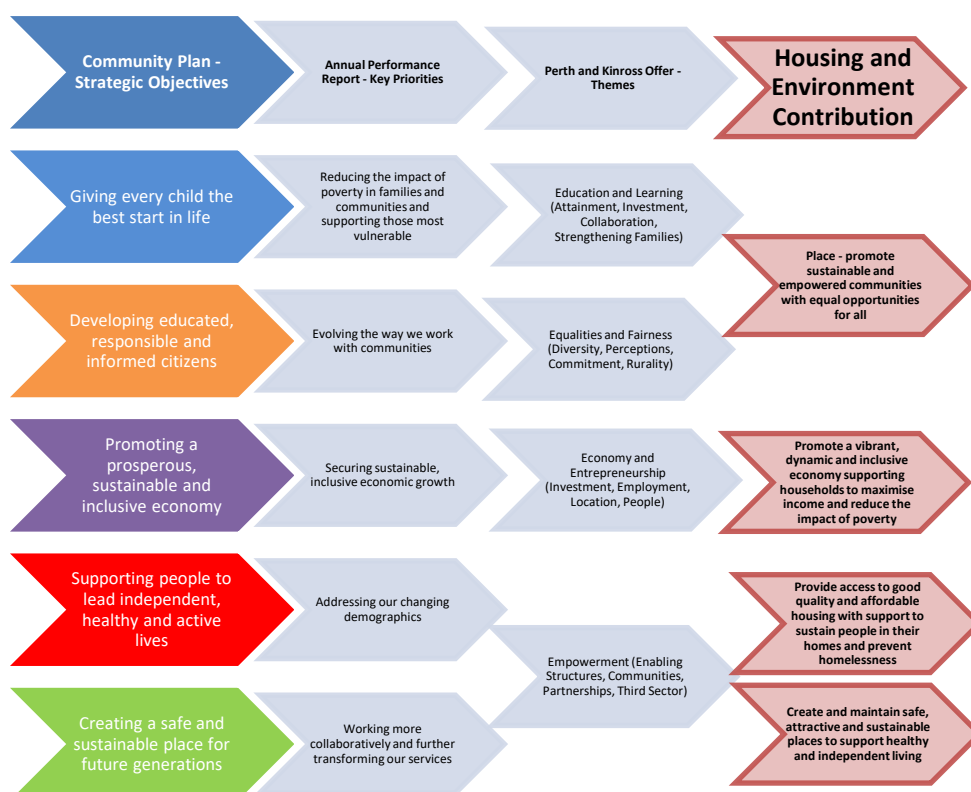 Community Plan -
Strategic Objectives
Annual Performance
Report - Key Priorities
Perth and Kinross Offer -
Themes
Housing and
Environment
Contribution
Giving every child the
best start in life
Reducing the impact of
poverty in families and
communities and
supporting those most
vulnerable
Education and Learning
(Attainment, Investment,
Collaboration,
Strengthening Families)
Place - promote
sustainable and
empowered communities
with equal opportunities
for all
Developing educated,
responsible and
informed citizens
Evolving the way we work
with communities
Equalities and Fairness
(Diversity, Perceptions,
Commitment, Rurality)
Promoting a
prosperous,
sustainable and
inclusive economy
Securing sustainable,
inclusive economic growth
Economy and
Entrepreneurship
(Investment, Employment,
Location, People)
Promote a vibrant,
dynamic and inclusive
economy supporting
households to maximise
income and reduce the
impact of poverty
Supporting people to
lead independent,
healthy and active
lives
Addressing our changing
demographics
Empowerment (Enabling
Structures, Communities,
Partnerships, Third Sector)
Provide access to good
quality and affordable
housing with support to
sustain people in their
homes and prevent
homelessness
Creating a safe and
sustainable place for
future generations
Working more
collaboratively and further
transforming our services
Create and maintain safe,
attractive and sustainable
places to support healthy
and independent living